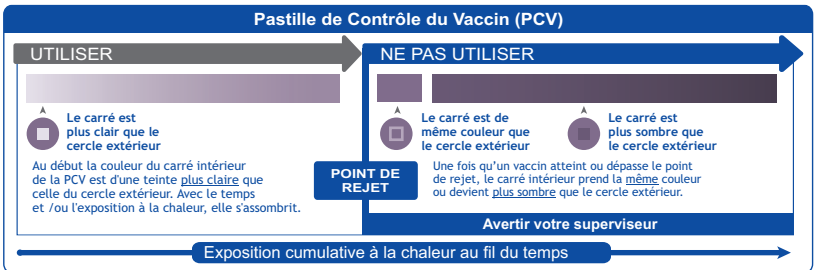 Pastille de Contrôle du Vaccin (PCV)
UTILISER
Le carré est
plus clair que le
cercle extérieur
Au début la couleur du carré intérieur
de la PCV est d'une teinte plus claire que
celle du cercle extérieur. Avec le temps
et /ou l'exposition à la chaleur, elle s'assombrit.
POINT DE
REJET
NE PAS UTILISER
Le carré est de
même couleur que
le cercle extérieur
Le carré est
plus sombre que
le cercle extérieur
Une fois qu’un vaccin atteint ou dépasse le point
de rejet, le carré intérieur prend la même couleur
ou devient plus sombre que le cercle extérieur.
Avertir votre superviseur
Exposition cumulative à la chaleur au fil du temps